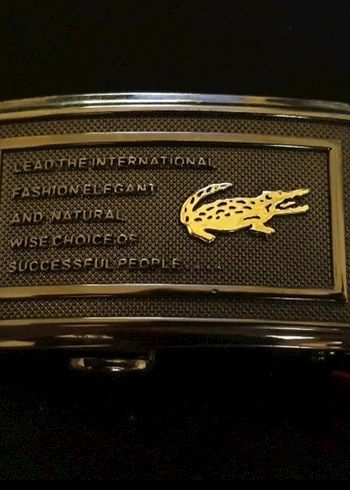 LEAD THE INTERNATIONAL
FASHION ELEGANT
AND, NATURAL,
WISE CHOICE OF
SUCCESSFUL PEOPLE......